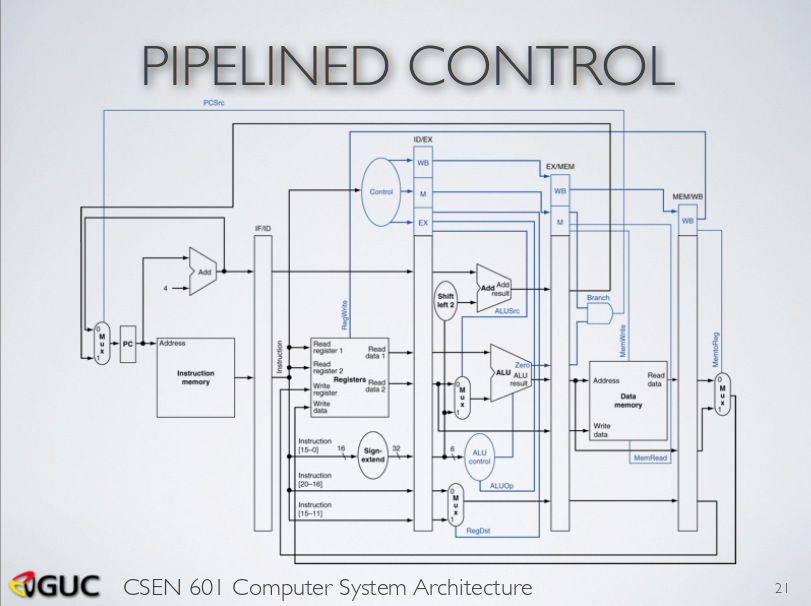 PIPELINED CONTROL
PCSrc
ID/EX
WB
EX/MEM
Control
M
WB
MEM/WB
EX
M
WB
IF/ID
Add
4
Shift
left 2
Add
Add
result
ALUSrc
Branch
RegWrite
MemWrite
MemtoReg
0
M
u
x
1
PC
Address
Instruction
memory
Instruction
Read
register 1
Read
register 2
Write
register
Write
data
Registers
Read
data 1
Read
data 2
0
M
u
x
1
ALU
Zero
ALU
result
Address
Read
data
Data
memory
Write
data
0
M
u
x
1
Instruction
[15–0]
16
Sign-
extend
32
6
ALU
control
MemRead
Instruction
[20–16]
ALUOp
Instruction
[15–11]
0
M
u
x
1
RegDst
GUC
CSEN 601 Computer System Architecture
21